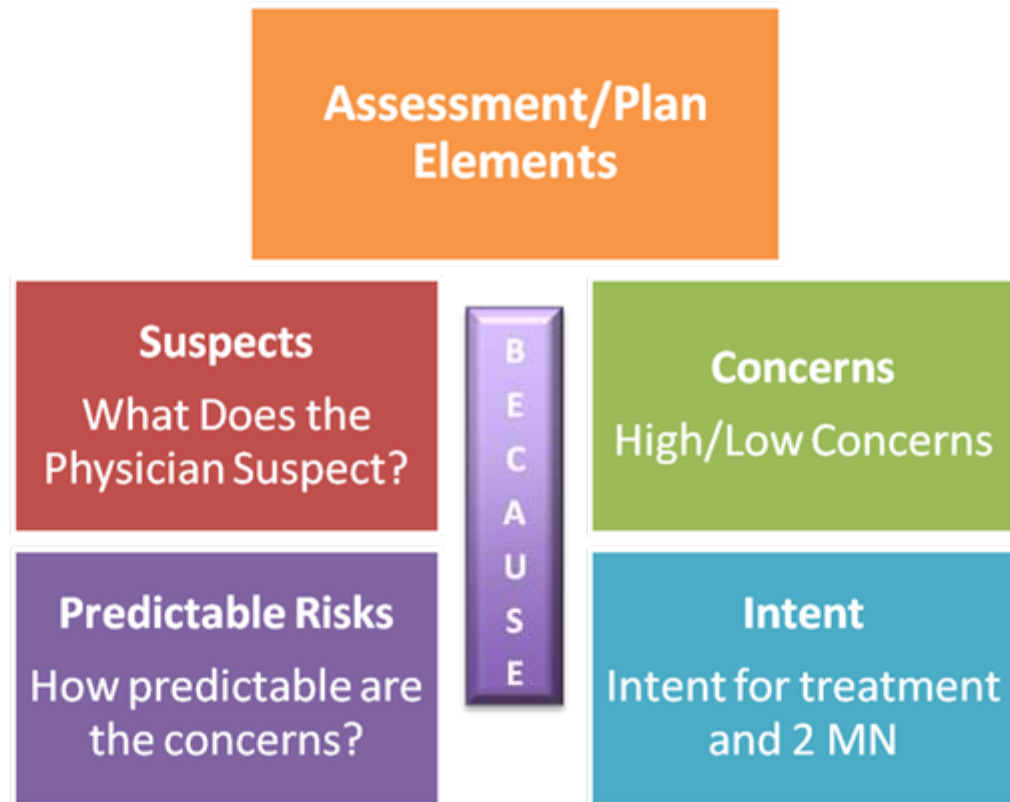 Assessment/Plan
Elements
Suspects
What Does the
Physician Suspect?
B
E
C
A
U
S
E
Concerns
High/Low Concerns
Predictable Risks
How predictable are
the concerns?
Intent
Intent for treatment
and 2 MN